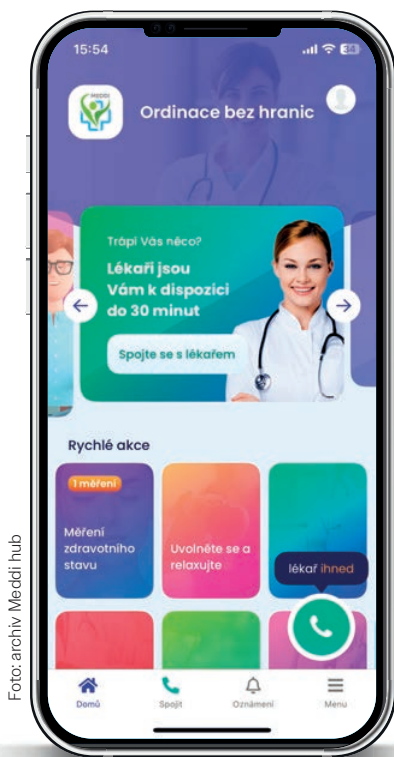 15:54
34
MEDDI
Ordinace bez hranic
Trápí Vás něco?
Lékaři jsou
Vám k dispozici
do 30 minut
Spojte se s lékařem
Rychlé akce
1 měření
Měření
zdravotního
stavu
Uvolněte se a
relaxujte
lékař ihned
Domů
Spojit
Oznámení
Menu
Foto: archiv Meddi hub